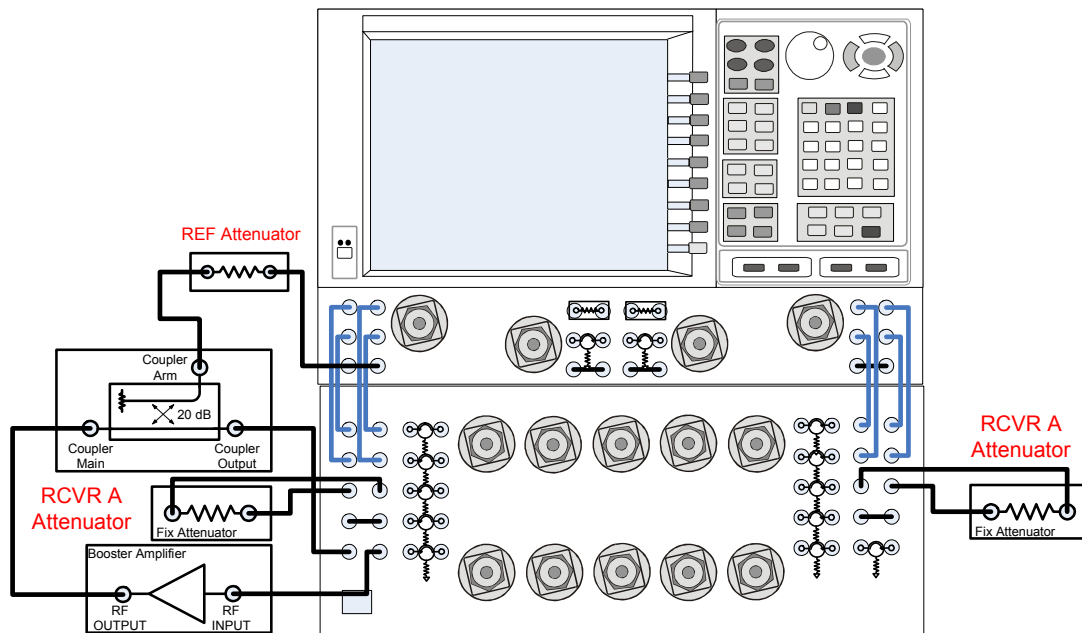 REF Attenuator
Coupler
Arm
20 dB
Coupler
Main
Coupler
Output
RCVR A
Attenuator
Fix Attenuator
Booster Amplifier
RF
OUTPUT
RF
INPUT
RCVR A
Attenuator
Fix Attenuator